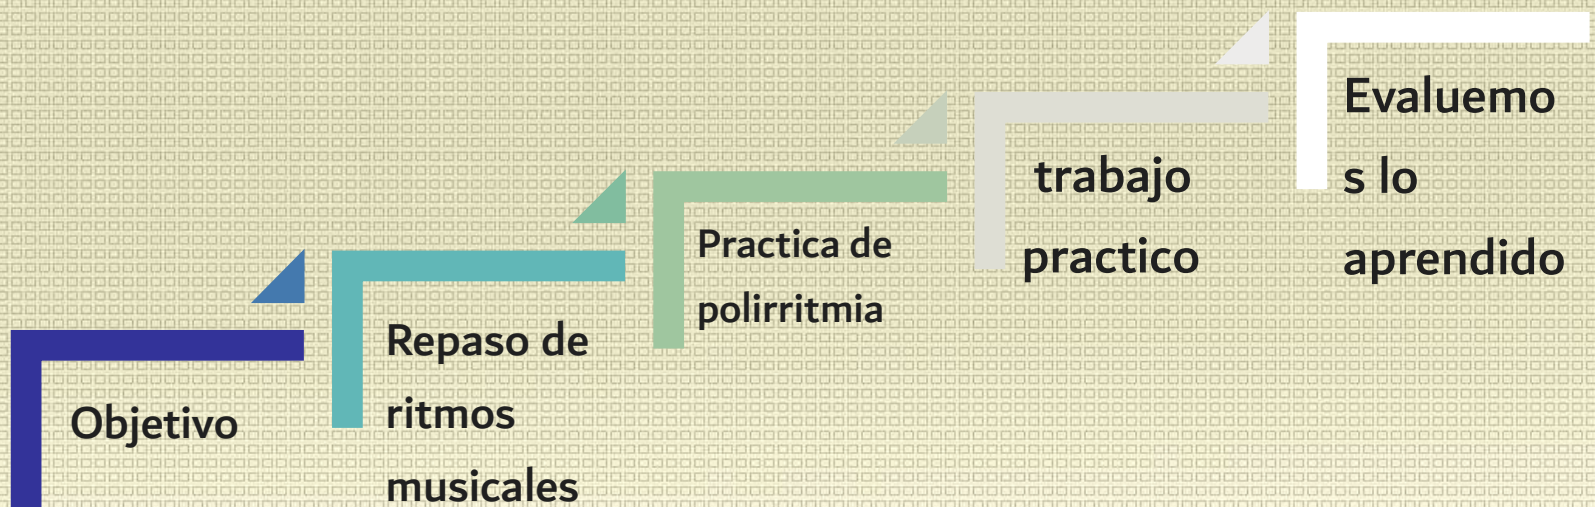 Objetivo
Repaso de
ritmos
musicales
Practica de
polirritmia
trabajo
practico
Evaluemo
s lo
aprendido